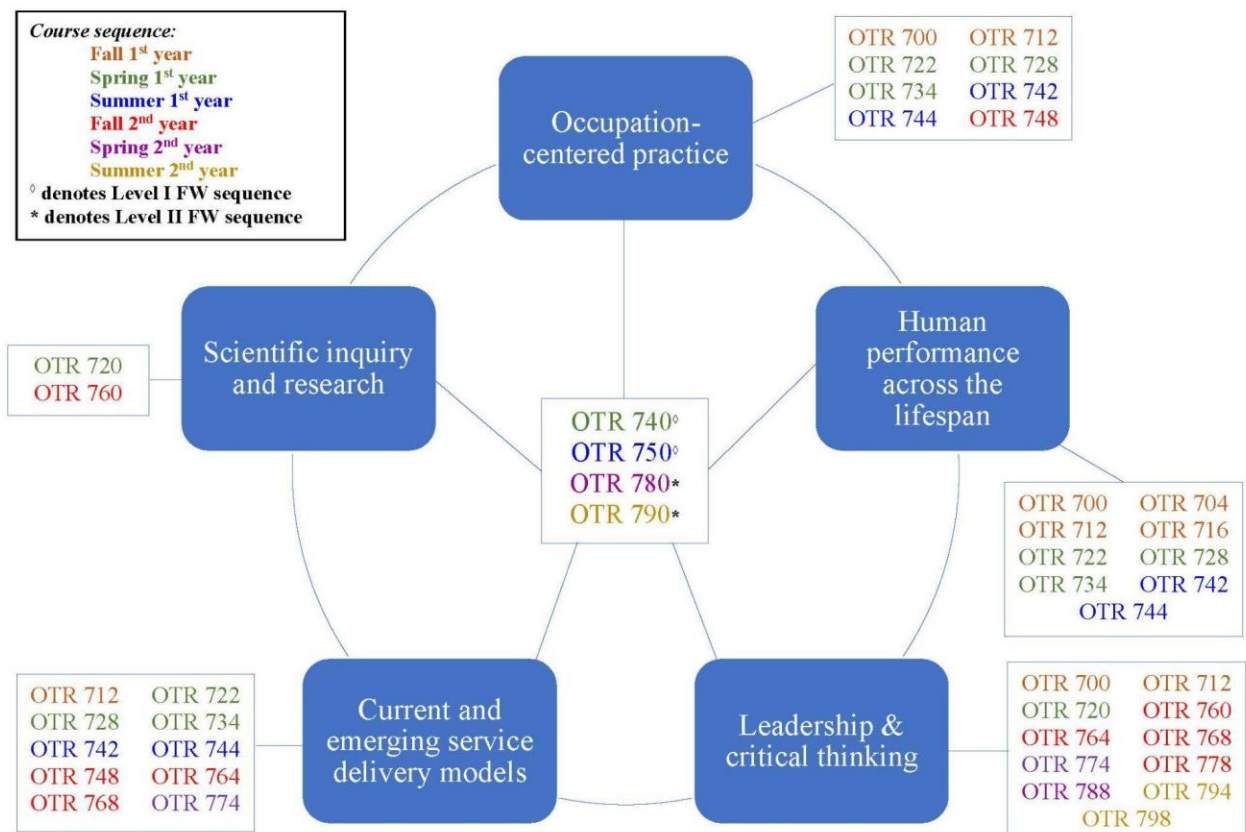 Course sequence:
Fall 1st year
Spring 1st year
Summer 1st year
Fall 2nd year
Spring 2nd year
Summer 2nd year
◊ denotes Level I FW sequence
* denotes Level II FW sequence
Occupation-
centered practice
OTR 700 OTR 712
OTR 722 OTR 728
OTR 734 OTR 742
OTR 744 OTR 748
Scientific inquiry
and research
OTR 720
OTR 760
Human
performance
across the
lifespan
OTR 740◊
OTR 750◊
OTR 780*
OTR 790*
OTR 700 OTR 704
OTR 712 OTR 716
OTR 722 OTR 728
OTR 734 OTR 742
OTR 744
OTR 712 OTR 722
OTR 728 OTR 734
OTR 742 OTR 744
OTR 748 OTR 764
OTR 768 OTR 774
Current and
emerging service
delivery models
Leadership &
critical thinking
OTR 700 OTR 712
OTR 720 OTR 760
OTR 764 OTR 768
OTR 774 OTR 778
OTR 788 OTR 794
OTR 798